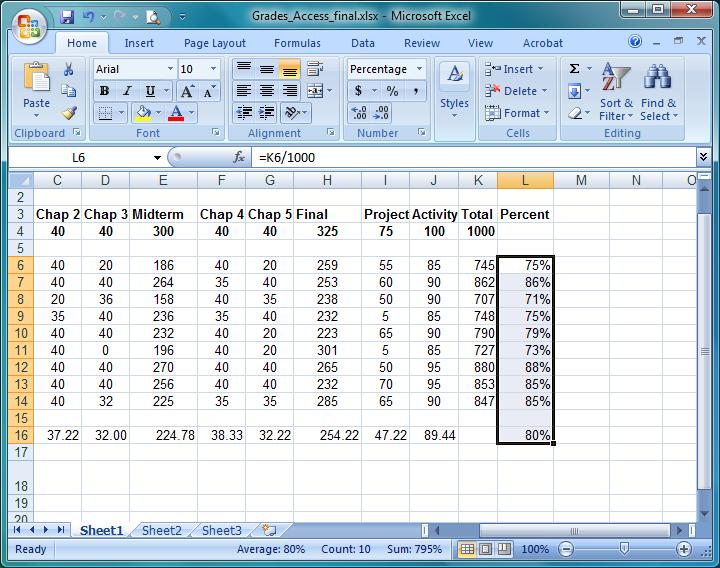 Grades_Access_final.xlsx - Microsoft Excel
Home Insert Page Layout Formulas Data Review View Acrobat
Arial 10 Percentage Insert Σ
Paste B I U A A $ % , Styles Delete Sort & Filter Find & Select
Format
Clipboard Font Alignment Number Cells Editing
L6 fx =K6/1000
C D E F G H I J K L M N O
2
3 Chap 2 Chap 3 Midterm Chap 4 Chap 5 Final Project Activity Total Percent
4 40 40 300 40 40 325 75 100 1000
5
6 40 20 186 40 20 259 55 85 745 75%
7 40 40 264 35 40 253 60 90 862 86%
8 20 36 158 40 35 238 50 90 707 71%
9 35 40 236 35 40 232 5 85 748 75%
10 40 40 232 40 20 223 65 90 790 79%
11 40 0 196 40 20 301 5 85 727 73%
12 40 40 270 40 40 265 50 95 880 88%
13 40 40 256 40 40 232 70 95 853 85%
14 40 32 225 35 35 285 65 90 847 85%
15
16 37.22 32.00 224.78 38.33 32.22 254.22 47.22 89.44 80%
17
18
19
20
Sheet1 Sheet2 Sheet3
Ready Average: 80% Count: 10 Sum: 795% 100%